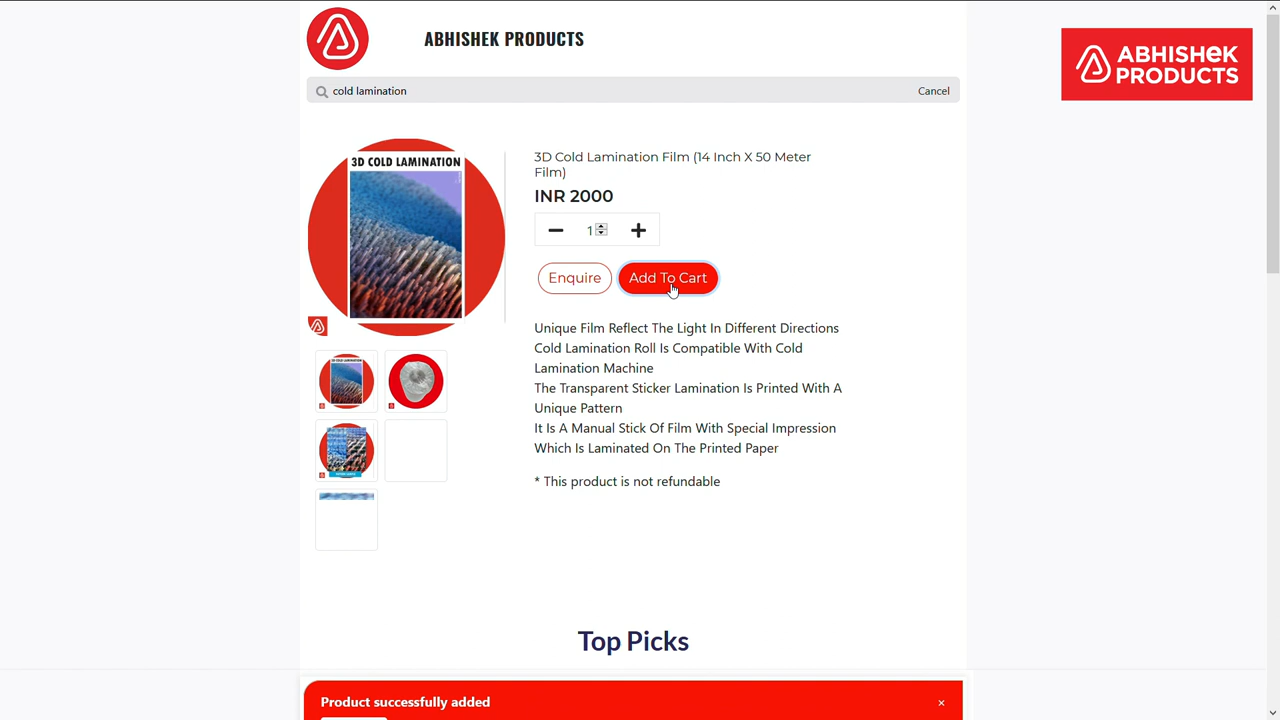 ABHISHEK PRODUCTS
ABHISHEK
PRODUCTS
cold lamination
Cancel
3D COLD LAMINATION
3D Cold Lamination Film (14 Inch X 50 Meter
Film)
INR 2000
1
Enquire
Add To Cart
Unique Film Reflect The Light In Different Directions
Cold Lamination Roll Is Compatible With Cold
Lamination Machine
The Transparent Sticker Lamination Is Printed With A
Unique Pattern
It Is A Manual Stick Of Film With Special Impression
Which Is Laminated On The Printed Paper
* This product is not refundable
3D COLD LAMINATION
Top Picks
Product successfully added
×